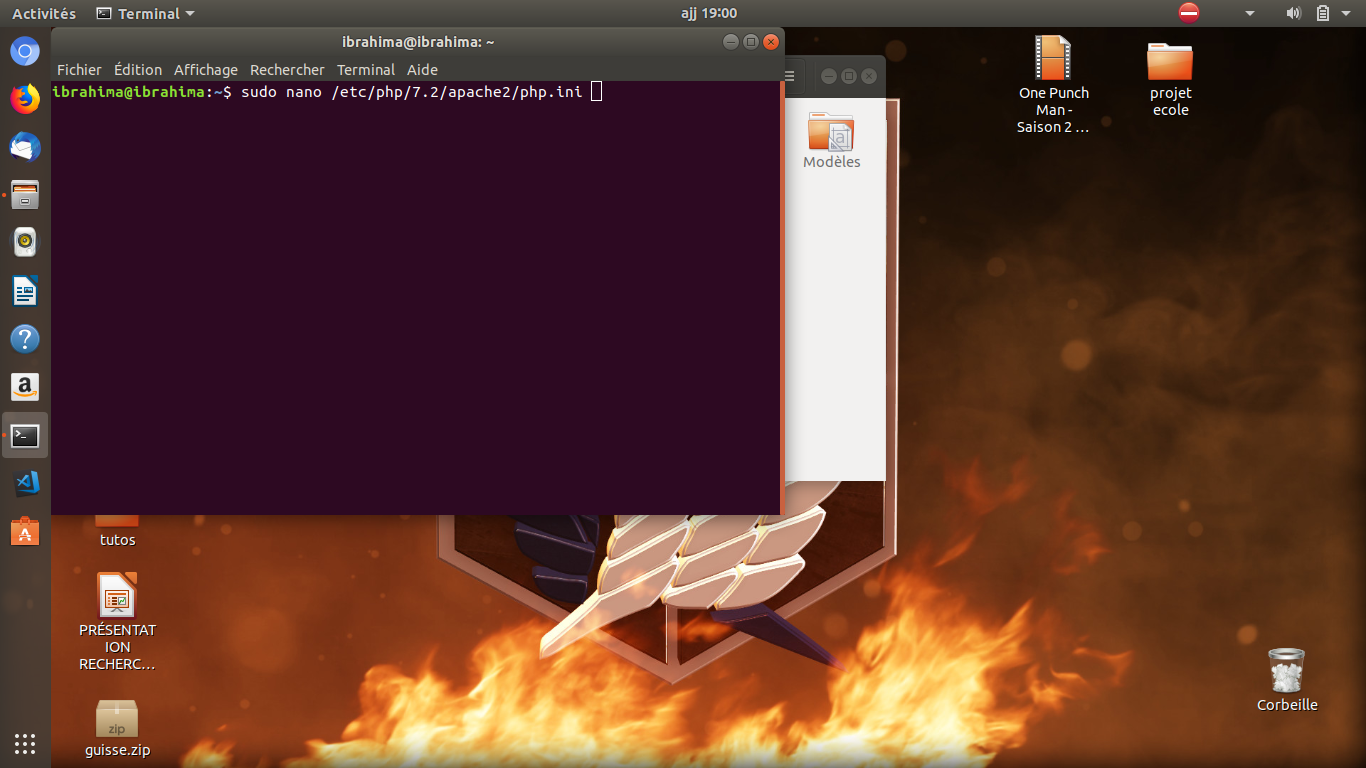 Activités
Terminal
ajj 19:00
ibrahima@ibrahima: ~
Fichier Édition Affichage Rechercher Terminal Aide
ibrahima@ibrahima:~$ sudo nano /etc/php/7.2/apache2/php.ini
Modèles
One Punch
Man -
Saison 2 ...
projet
ecole
tutos
PRÉSENTAT
ION
RECHERC...
zip
guisse.zip
Corbeille